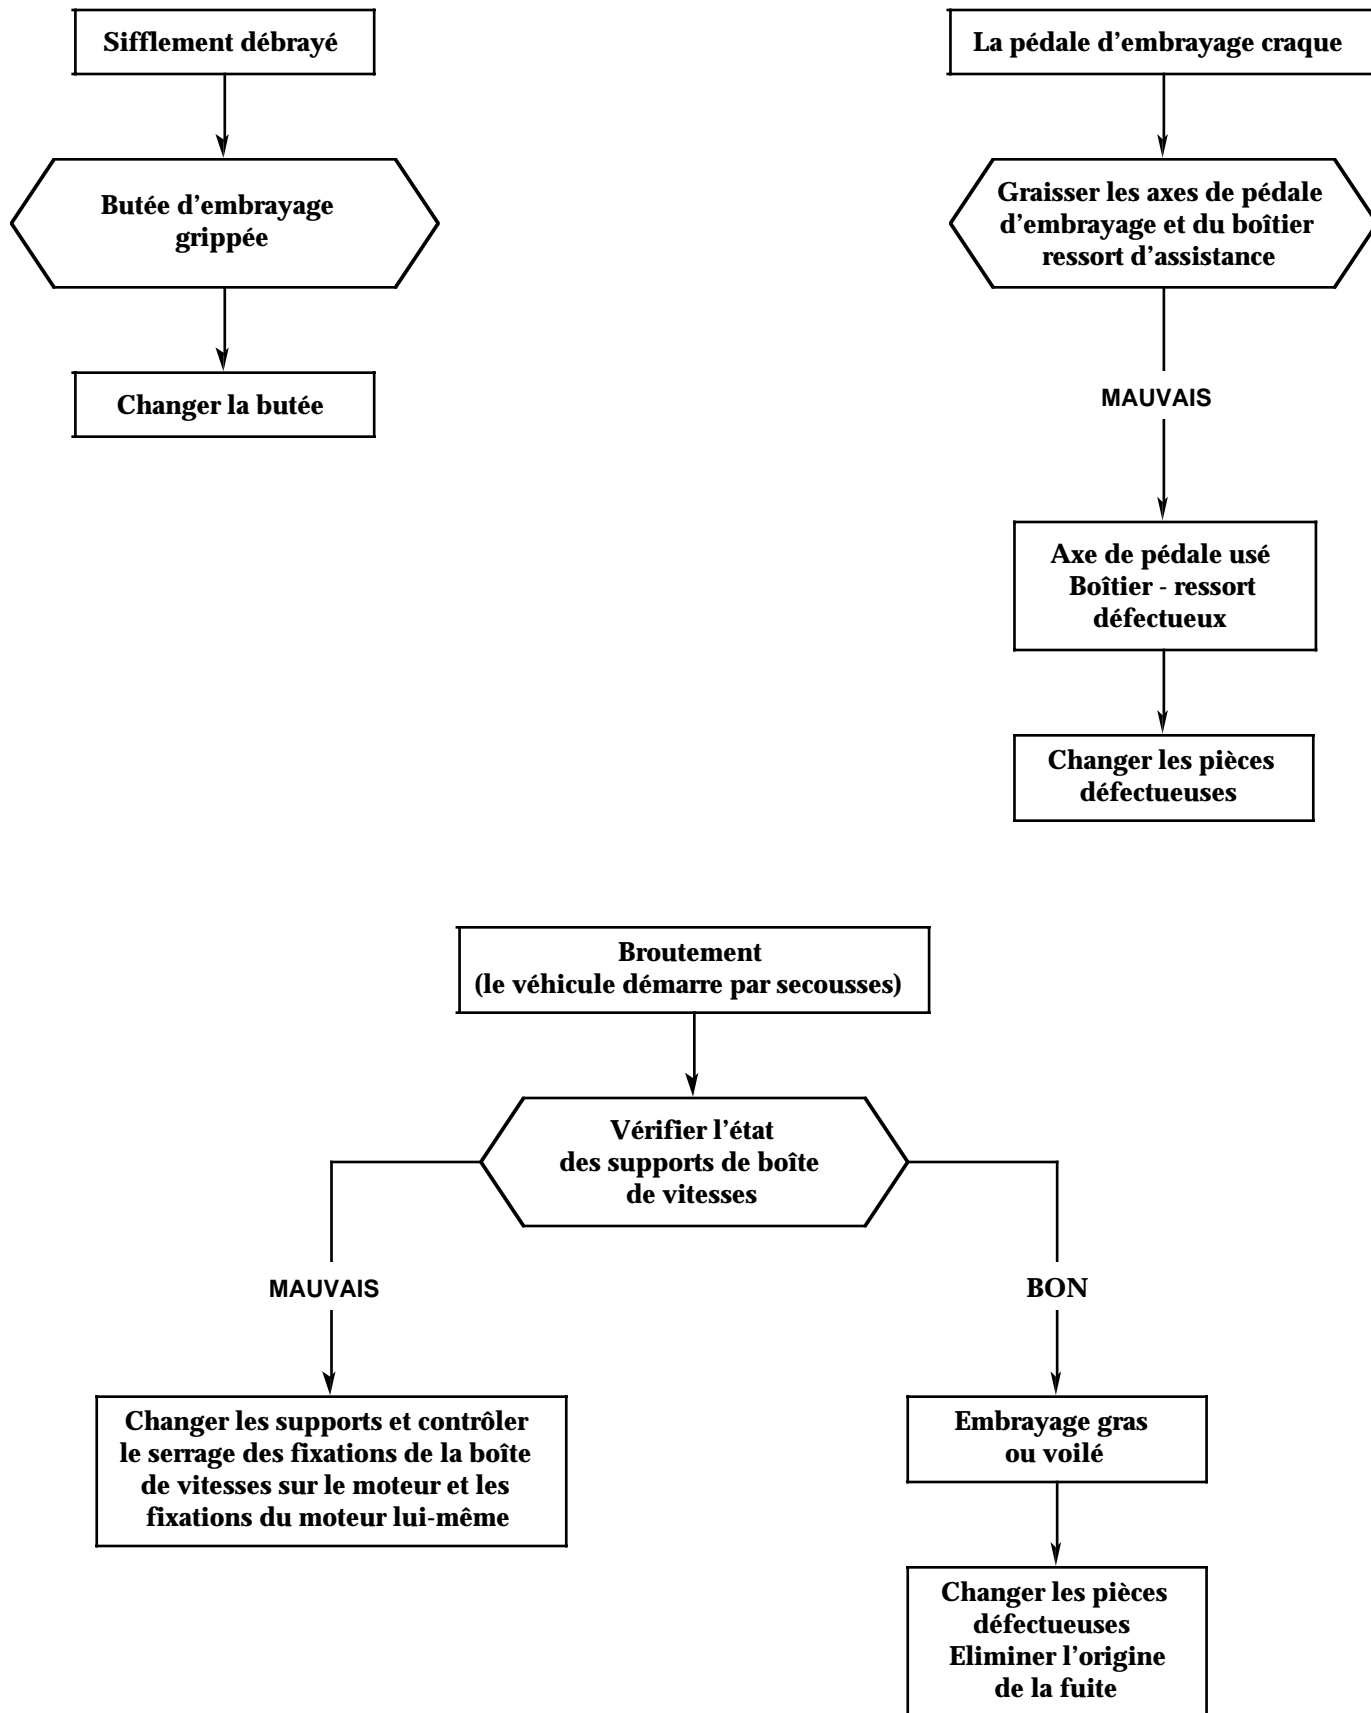 Sifflement débrayé
Butée d’embrayage
grippée
Changer la butée
La pédale d’embrayage craque
Graisser les axes de pédale
d’embrayage et du boîtier
ressort d’assistance
MAUVAIS
Axe de pédale usé
Boîtier - ressort
défectueux
Changer les pièces
défectueuses
Broutement
(le véhicule démarre par secousses)
Vérifier l’état
des supports de boîte
de vitesses
MAUVAIS
BON
Changer les supports et contrôler
le serrage des fixations de la boîte
de vitesses sur le moteur et les
fixations du moteur lui-même
Embrayage gras
ou voilé
Changer les pièces
défectueuses
Eliminer l’origine
de la fuite